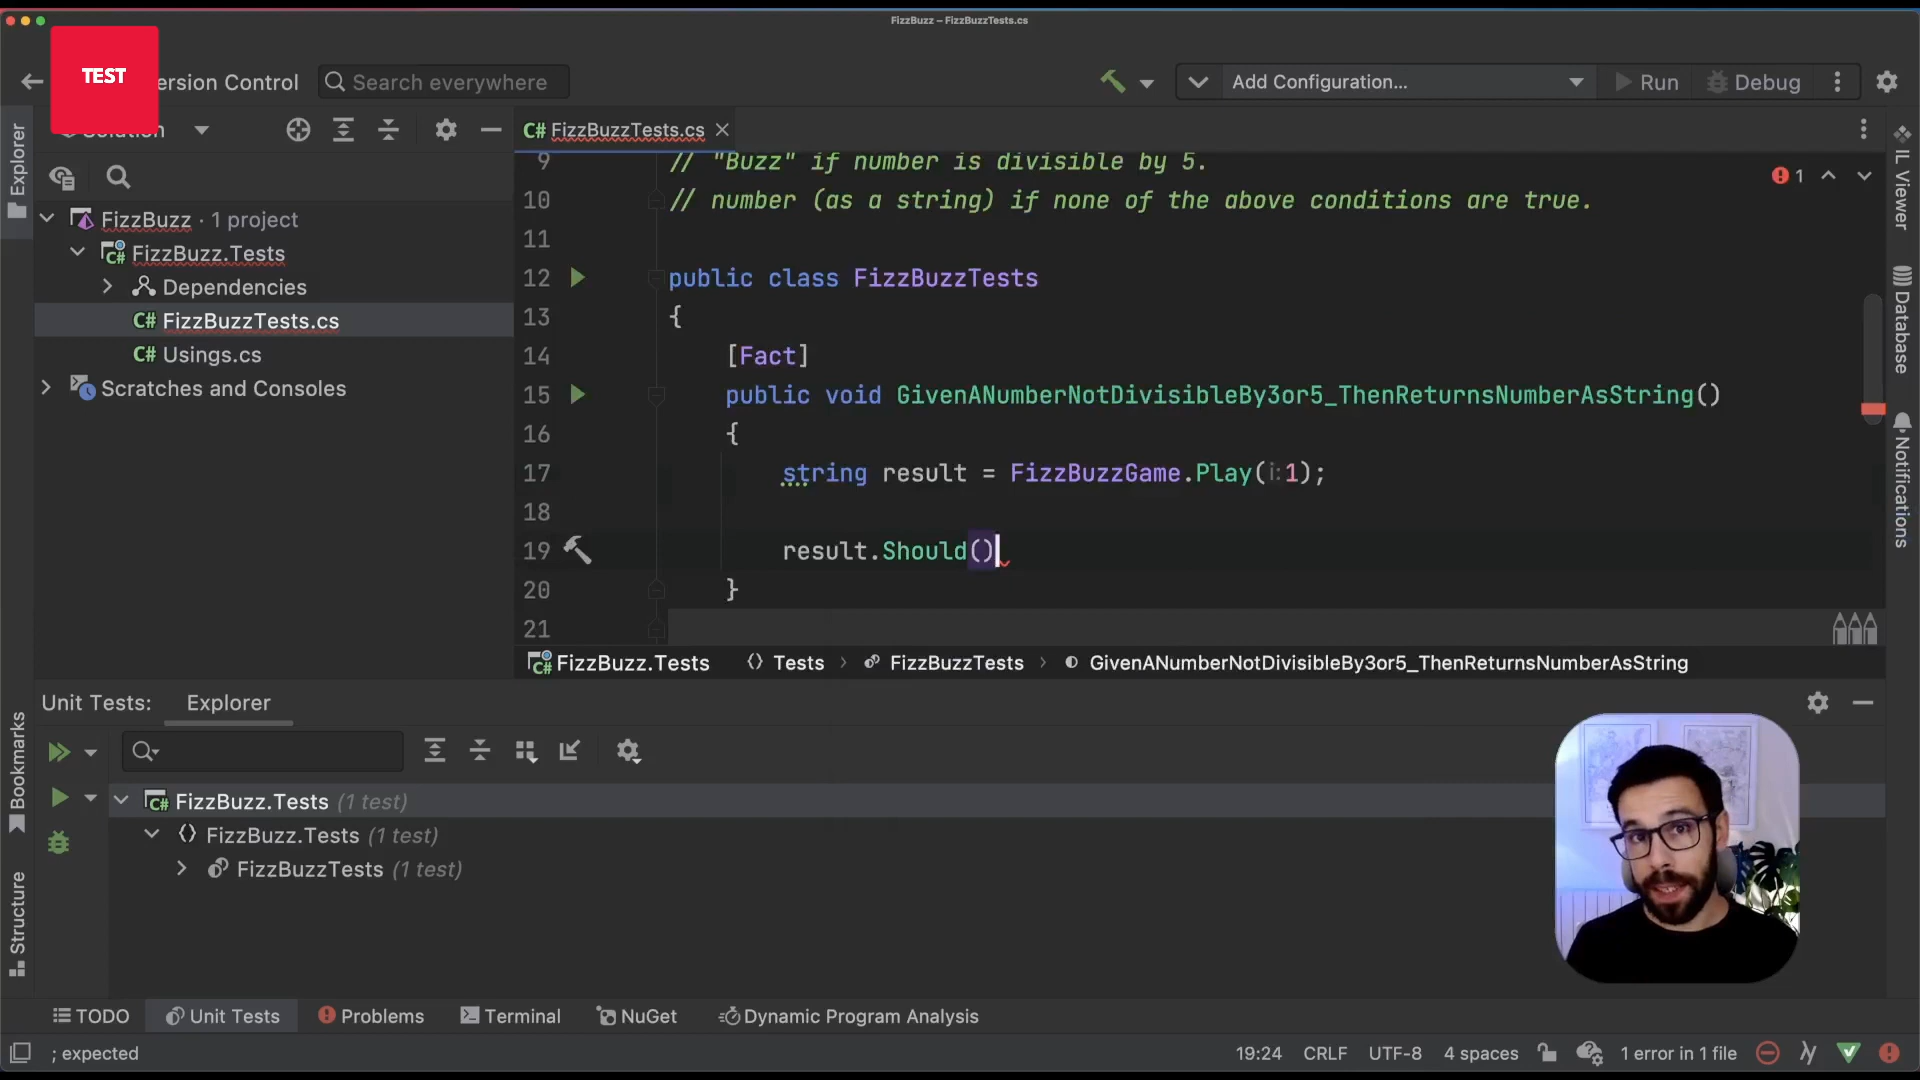 FizzBuzz – FizzBuzzTests.cs
TEST
ersion Control
Search everywhere
Add Configuration...
Run
Debug
Solution
FizzBuzzTests.cs
Explorer
FizzBuzz · 1 project
FizzBuzz.Tests
Dependencies
FizzBuzzTests.cs
Usings.cs
Scratches and Consoles
9 // "Buzz" if number is divisible by 5.
10 // number (as a string) if none of the above conditions are true.
11
12 public class FizzBuzzTests
13 {
14 [Fact]
15 public void GivenANumberNotDivisibleBy3or5_ThenReturnsNumberAsString()
16 {
17 string result = FizzBuzzGame.Play(i:1);
18
19 result.Should()
20 }
21
1
IL Viewer
Database
Notifications
FizzBuzz.Tests
Tests
FizzBuzzTests
GivenANumberNotDivisibleBy3or5_ThenReturnsNumberAsString
Unit Tests:
Explorer
FizzBuzz.Tests (1 test)
FizzBuzz.Tests (1 test)
FizzBuzzTests (1 test)
Bookmarks
Structure
TODO
Unit Tests
Problems
Terminal
NuGet
Dynamic Program Analysis
; expected
19:24
CRLF
UTF-8
4 spaces
1 error in 1 file